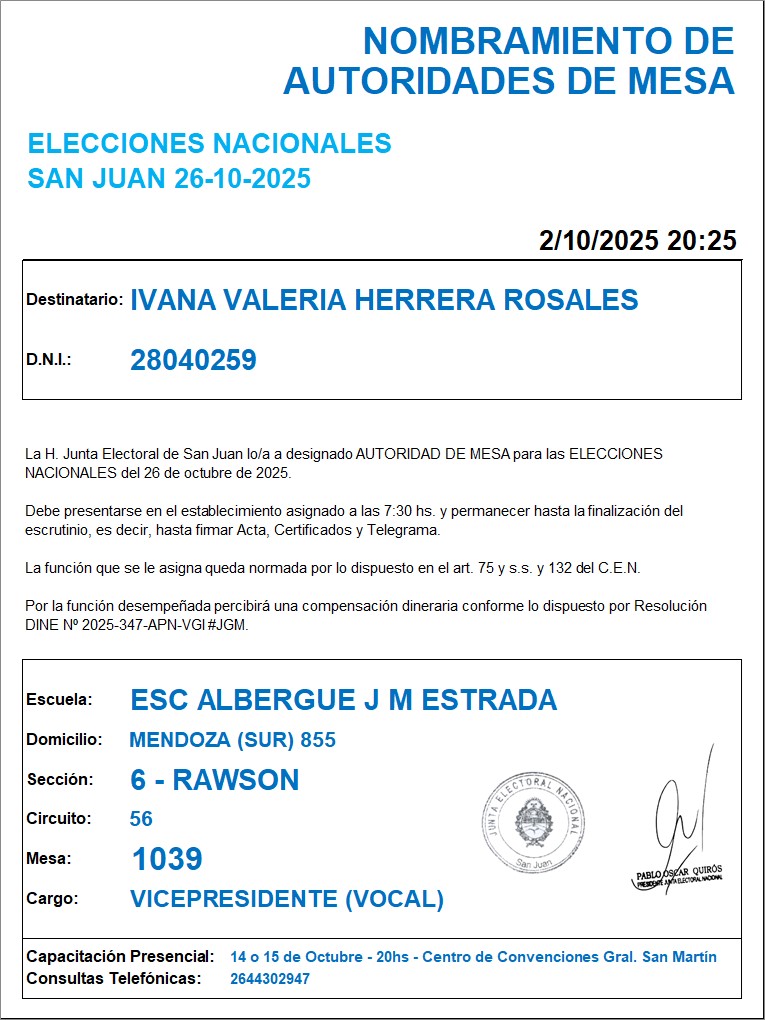 NOMBRAMIENTO DE
AUTORIDADES DE MESA
ELECCIONES NACIONALES
SAN JUAN 26-10-2025
2/10/2025 20:25
Destinatario: IVANA VALERIA HERRERA ROSALES
D.N.I.: 28040259
La H. Junta Electoral de San Juan lo/a a designado AUTORIDAD DE MESA para las ELECCIONES
NACIONALES del 26 de octubre de 2025.
Debe presentarse en el establecimiento asignado a las 7:30 hs. y permanecer hasta la finalización del
escrutinio, es decir, hasta firmar Acta, Certificados y Telegrama.
La función que se le asigna queda normada por lo dispuesto en el art. 75 y s.s. y 132 del C.E.N.
Por la función desempeñada percibirá una compensación dineraria conforme lo dispuesto por Resolución
DINE Nº 2025-347-APN-VGI#JGM.
Escuela: ESC ALBERGUE J M ESTRADA
Domicilio: MENDOZA (SUR) 855
Sección: 6 - RAWSON
Circuito: 56
Mesa: 1039
Cargo: VICEPRESIDENTE (VOCAL)
JUNTA ELECTORAL NACIONAL
San Juan
PABLO OSCAR QUIRÓS
PRESIDENTE JUNTA ELECTORAL NACIONAL
Capacitación Presencial: 14 o 15 de Octubre - 20hs - Centro de Convenciones Gral. San Martín
Consultas Telefónicas: 2644302947